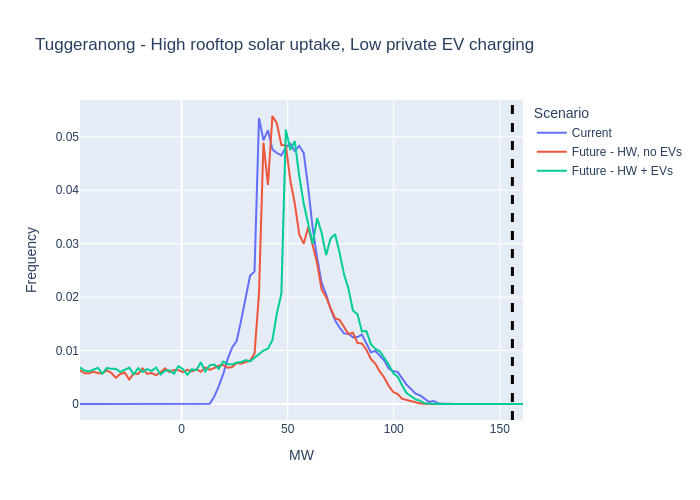 Tuggeranong - High rooftop solar uptake, Low private EV charging
Scenario
Current
Future - HW, no EVs
Future - HW + EVs
Frequency
0.05
0.04
0.03
0.02
0.01
0
0
50
100
150
MW